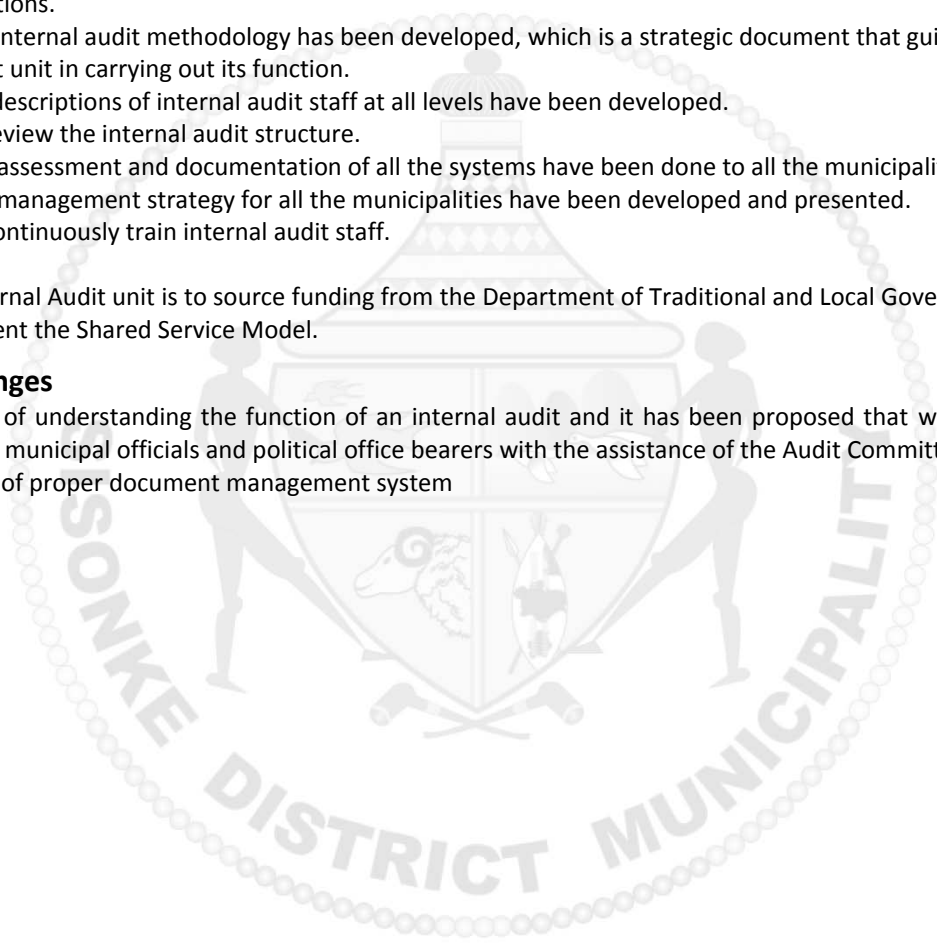 tions.
nternal audit methodology has been developed, which is a strategic document that gui
t unit in carrying out its function.
descriptions of internal audit staff at all levels have been developed.
eview the internal audit structure.
assessment and documentation of all the systems have been done to all the municipali
management strategy for all the municipalities have been developed and presented.
ontinuously train internal audit staff.
rnal Audit unit is to source funding from the Department of Traditional and Local Gove
ent the Shared Service Model.
nges
of understanding the function of an internal audit and it has been proposed that w
municipal officials and political office bearers with the assistance of the Audit Committ
of proper document management system
SISONKE DISTRICT MUNICIPALIT